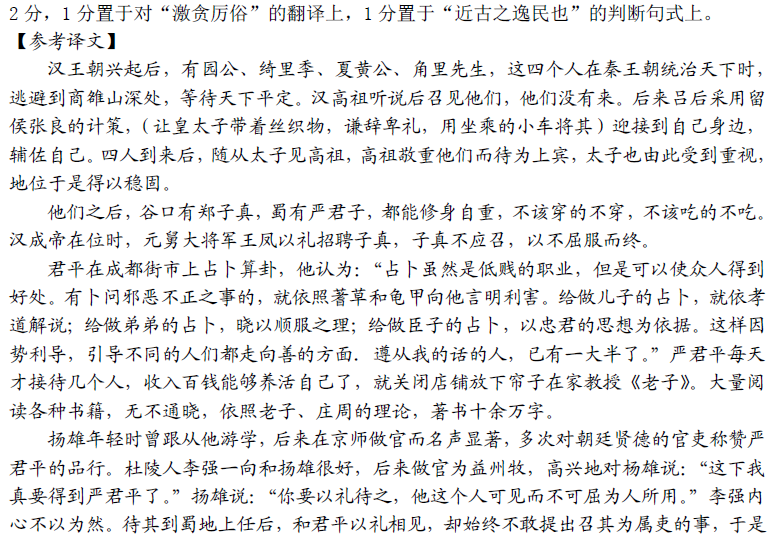 2 分，1 分置于对“激贪厉俗”的翻译上，1 分置于“近古之逸民也”的判断句式上。
【参考译文】
汉王朝兴起后，有园公、绮里季、夏黄公、角里先生，这四个人在秦王朝统治天下时，
逃避到商雒山深处，等待天下平定。汉高祖听说后召见他们，他们没有来。后来吕后采用留
侯张良的计策，（让皇太子带着丝织物，谦辞卑礼，用坐乘的小车将其）迎接到自己身边，
辅佐自己。四人到来后，随从太子见高祖，高祖敬重他们而待为上宾，太子也由此受到重视，
地位于是得以稳固。
他们之后，谷口有郑子真，蜀有严君子，都能修身自重，不该穿的不穿，不该吃的不吃。
汉成帝在位时，元舅大将军王凤以礼招聘子真，子真不应召，以不屈服而终。
君平在成都街市上占卜算卦，他认为：“占卜虽然是低贱的职业，但是可以使众人得到
好处。有卜问邪恶不正之事的，就依照蓍草和龟甲向他言明利害。给做儿子的占卜，就依孝
道解说；给做弟弟的占卜，晓以顺服之理；给做臣子的占卜，以忠君的思想为依据。这样因
势利导，引导不同的人们都走向善的方面．遵从我的话的人，已有一大半了。”严君平每天
才接待几个人，收入百钱能够养活自己了，就关闭店铺放下帘子在家教授《老子》。大量阅
读各种书籍，无不通晓，依照老子、庄周的理论，著书十余万字。
扬雄年轻时曾跟从他游学，后来在京师做官而名声显著，多次对朝廷贤德的官吏称赞严
君平的品行。杜陵人李强一向和扬雄很好，后来做官为益州牧，高兴地对杨雄说：“这下我
真要得到严君平了。”扬雄说：“你要以礼待之，他这个人可见而不可屈为人所用。”李强内
心不以为然。待其到蜀地上任后，和君平以礼相见，却始终不敢提出召其为属吏的事，于是